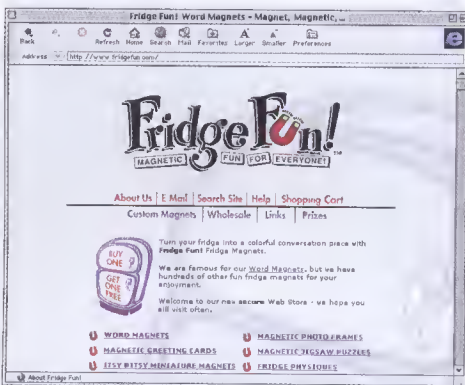 Fridge Fun! Word Magnets - Magnet, Magnetic, ...
Back Refresh Home Search Mail Favorites Larger Smaller Preferences
Address http://www.fridgefun.com/
Fridge Fun!™
MAGNETIC FUN FOR EVERYONE!
About Us | E Mail | Search Site | Help | Shopping Cart
Custom Magnets | Wholesale | Links | Prizes
BUY ONE
GET ONE FREE
Turn your fridge into a colorful conversation piece with
Fridge Fun! Fridge Magnets.
We are famous for our Word Magnets, but we have
hundreds of other fun fridge magnets for your
enjoyment.
Welcome to our new secure Web Store - we hope you
will visit often.
WORD MAGNETS MAGNETIC PHOTO FRAMES
MAGNETIC GREETING CARDS MAGNETIC JIGSAW PUZZLES
ITSY BITSY MINIATURE MAGNETS FRIDGE PHYSIQUES
About Fridge Fun!